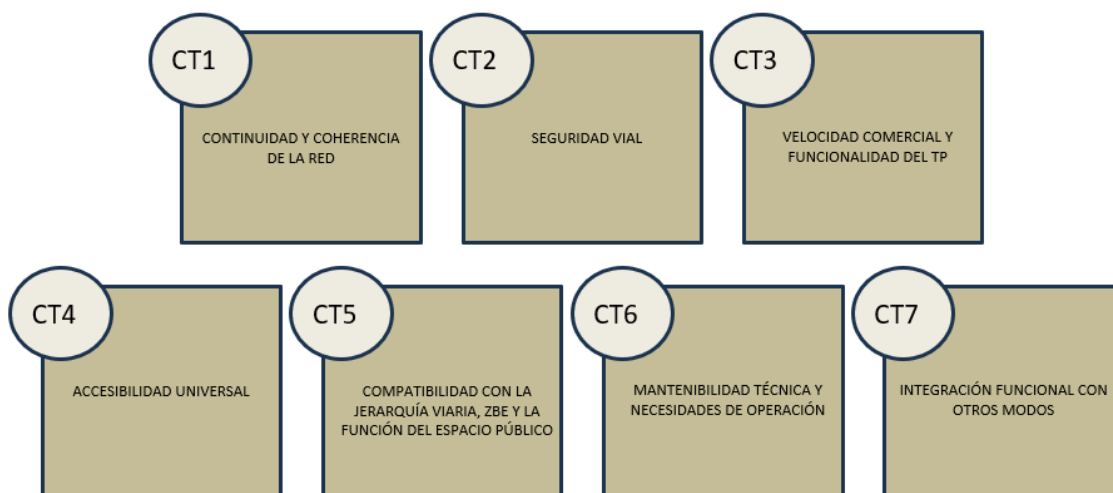 CT1
CONTINUIDAD Y COHERENCIA
DE LA RED
CT2
SEGURIDAD VIAL
CT3
VELOCIDAD COMERCIAL Y
FUNCIONALIDAD DEL TP
CT4
ACCESIBILIDAD UNIVERSAL
CT5
COMPATIBILIDAD CON LA
JERARQUÍA VIARIA, ZBE Y LA
FUNCIÓN DEL ESPACIO PÚBLICO
CT6
MANTENIBILIDAD TÉCNICA Y
NECESIDADES DE OPERACIÓN
CT7
INTEGRACIÓN FUNCIONAL CON
OTROS MODOS